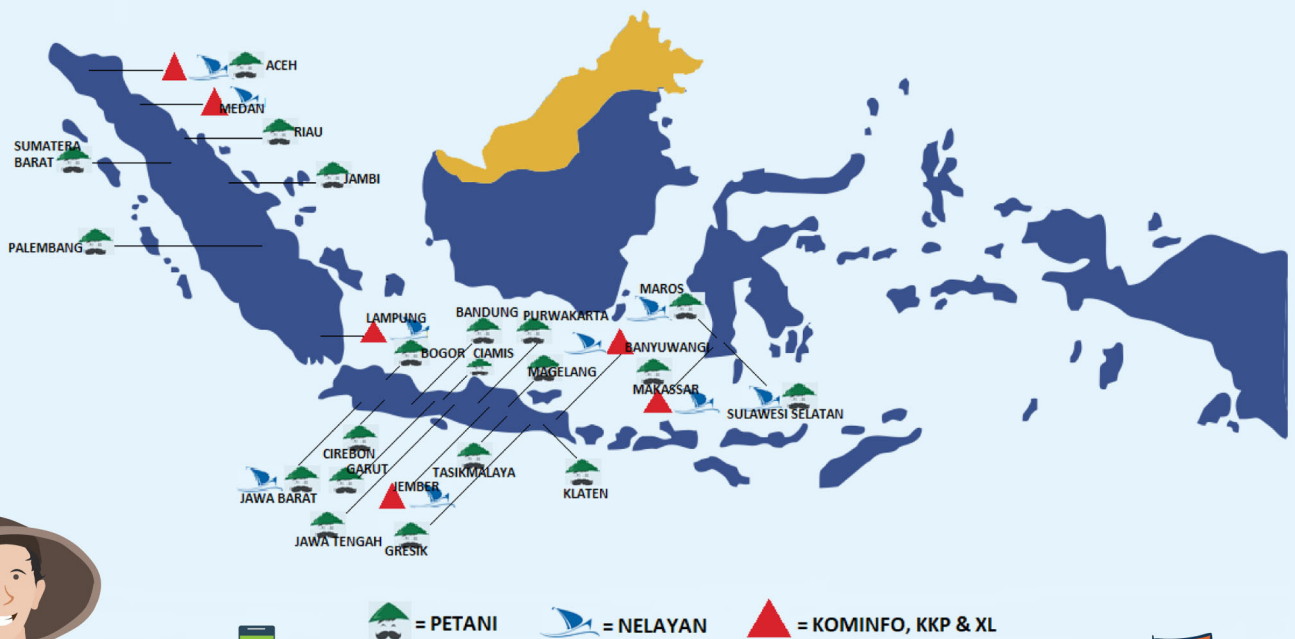 ACEH
MEDAN
RIAU
SUMATERA
BARAT
JAMBI
PALEMBANG
MAROS
LAMPUNG
BANDUNG
PURWAKARTA
BOGOR
CIAMIS
BANYUWANGI
MAGELANG
MAKASSAR
SULAWESI SELATAN
CIREBON
GARUT
TASIKMALAYA
JAWA BARAT
JEMBER
KLATEN
JAWA TENGAH
GRESIK
= PETANI
= NELAYAN
= KOMINFO, KKP & XL